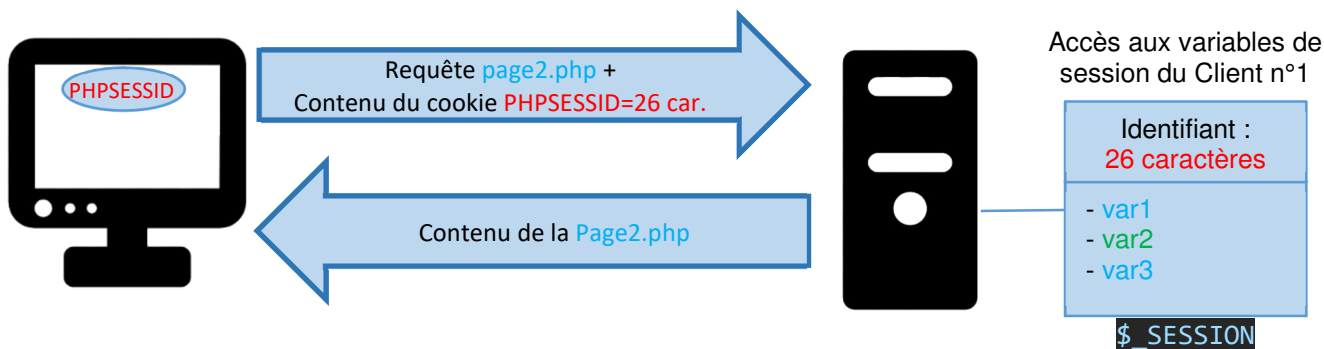 PHPSESSID
Requête page2.php +
Contenu du cookie PHPSESSID=26 car.
Contenu de la Page2.php
Accès aux variables de
session du Client n°1
Identifiant :
26 caractères
- var1
- var2
- var3
$_SESSION